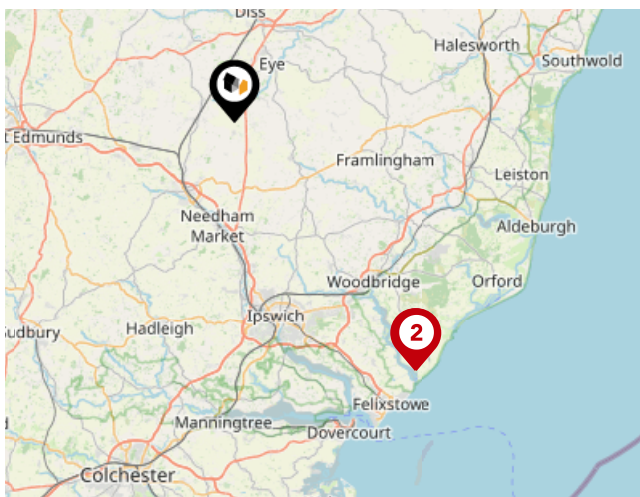 Diss
Halesworth
Southwold
Eye
t Edmunds
Framlingham
Leiston
Needham
Market
Aldeburgh
Woodbridge
Orford
Ipswich
Hadleigh
Sudbury
2
Felixstowe
Manningtree
Dovercourt
Colchester